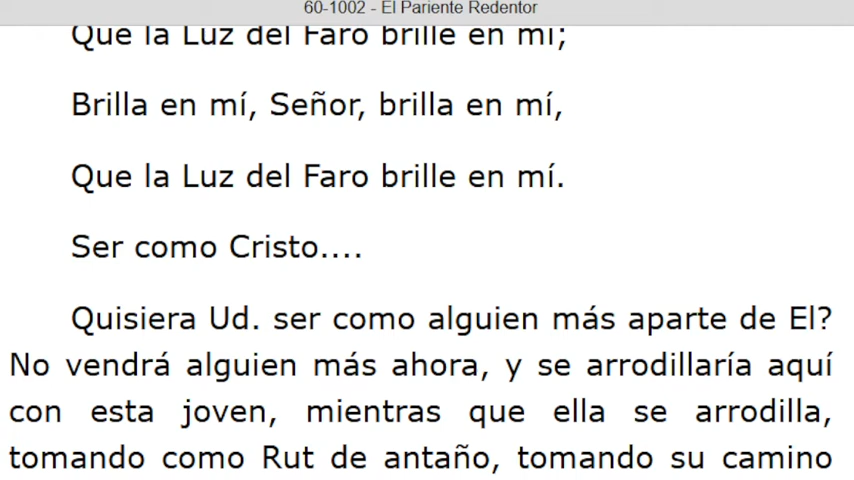 60-1002 - El Pariente Redentor
Que la Luz del Faro brille en mí;
Brilla en mí, Señor, brilla en mí,
Que la Luz del Faro brille en mí.
Ser como Cristo....
Quisiera Ud. ser como alguien más aparte de El?
No vendrá alguien más ahora, y se arrodillaría aquí
con esta joven, mientras que ella se arrodilla,
tomando como Rut de antaño, tomando su camino